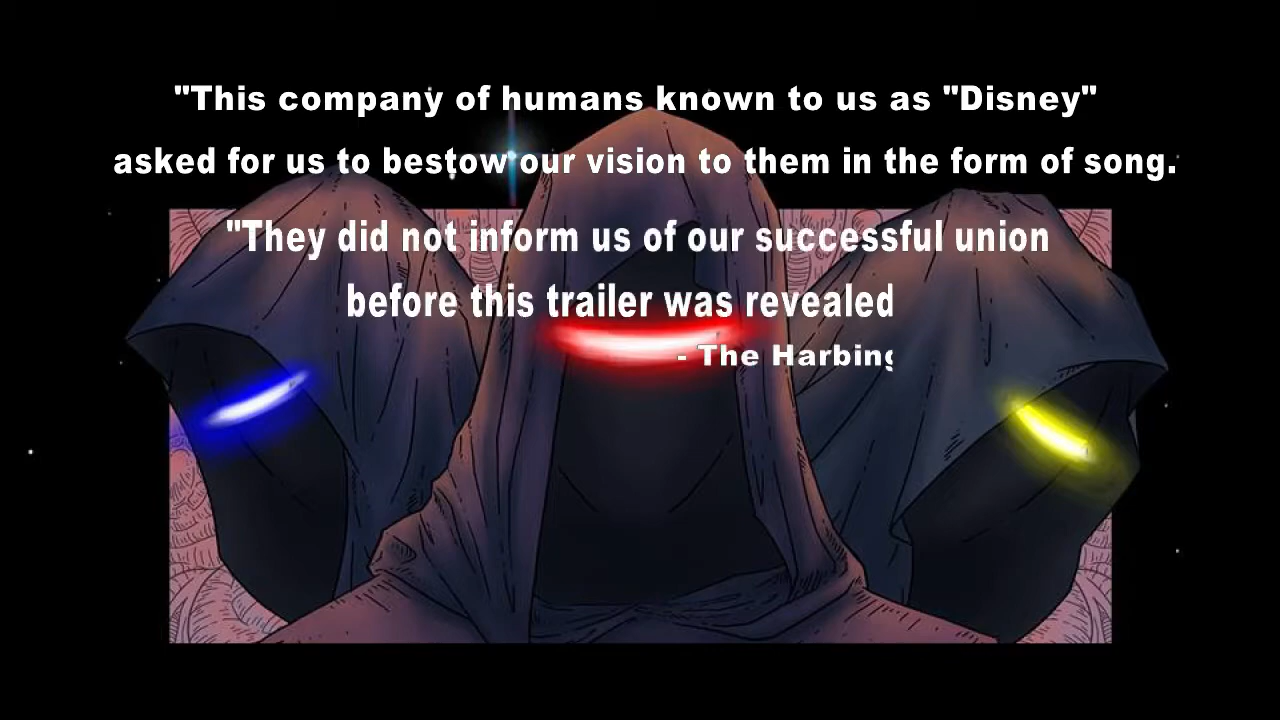 "This company of humans known to us as "Disney"
asked for us to bestow our vision to them in the form of song.
"They did not inform us of our successful union
before this trailer was revealed
- The Harbing